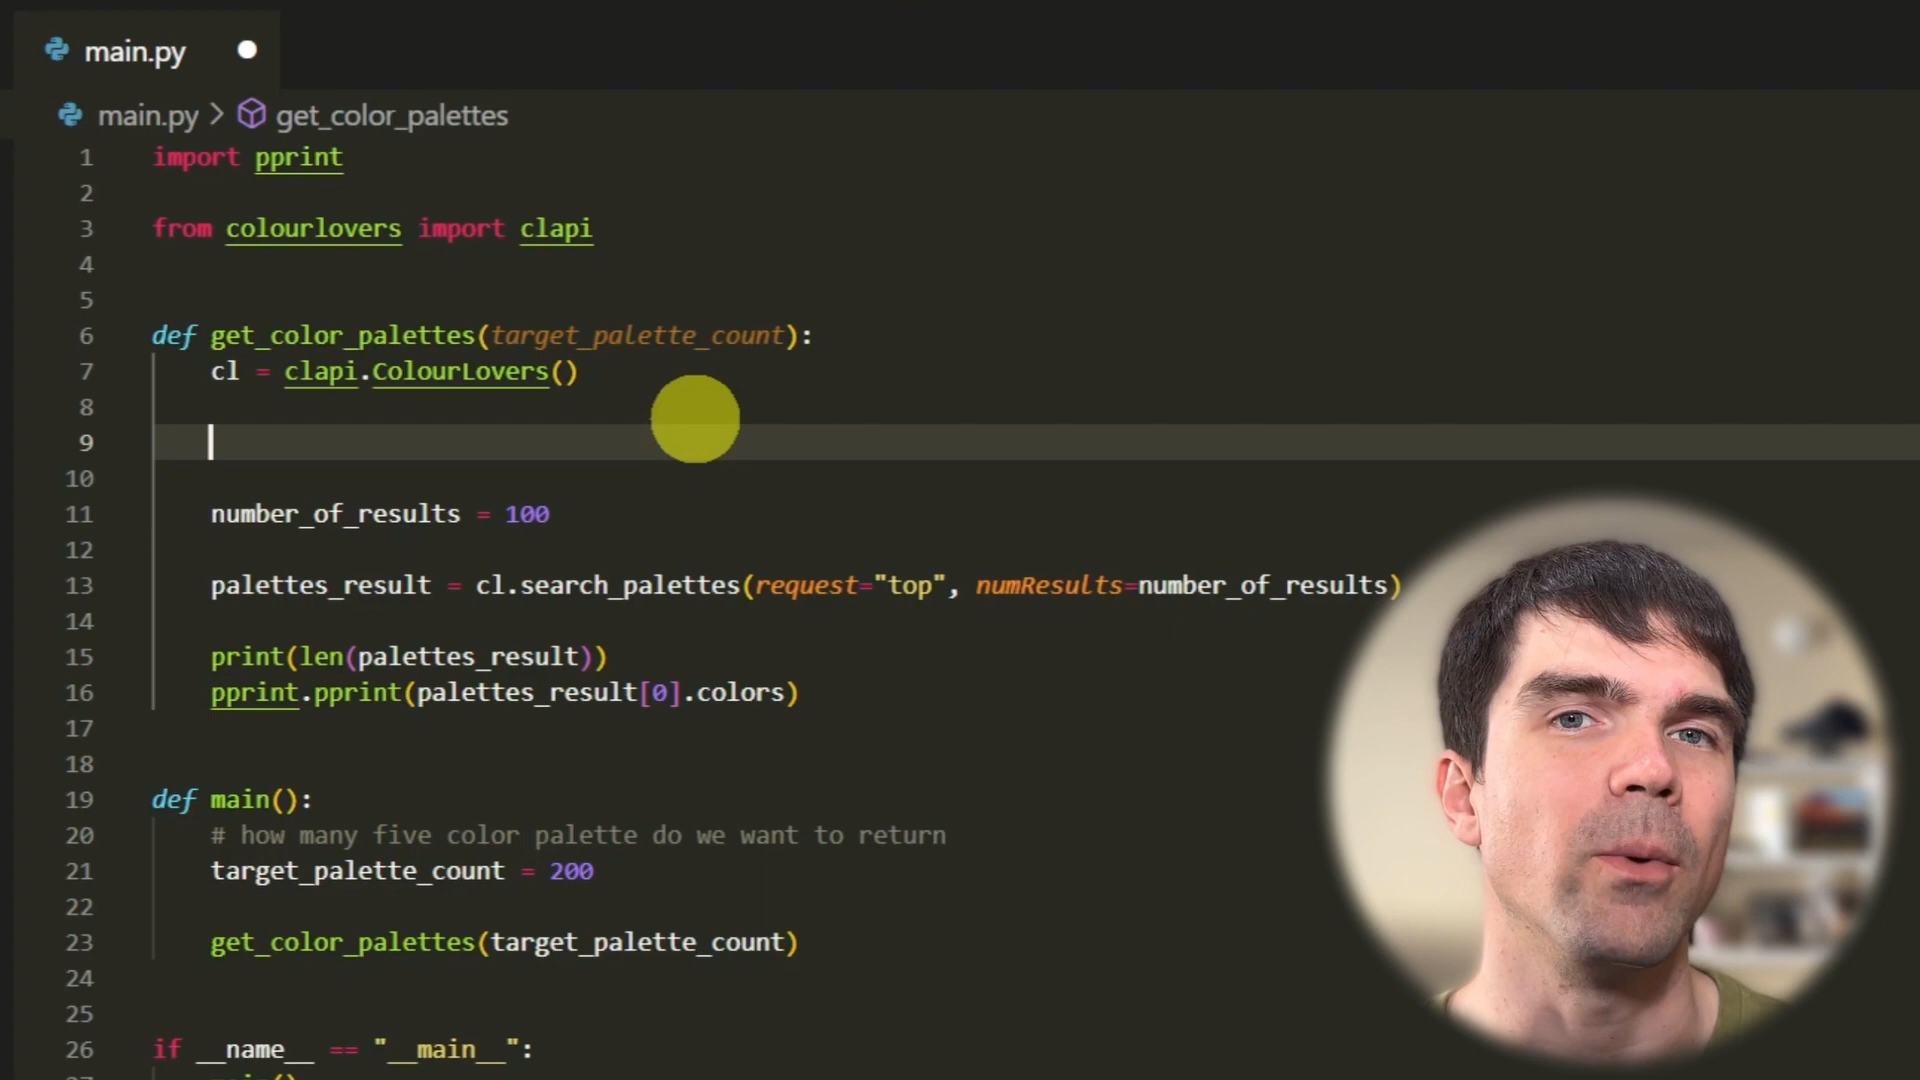 main.py
main.py > get_color_palettes
1 import pprint
2
3 from colourlovers import clapi
4
5
6 def get_color_palettes(target_palette_count):
7 cl = clapi.ColourLovers()
8
9
10
11 number_of_results = 100
12
13 palettes_result = cl.search_palettes(request="top", numResults=number_of_results)
14
15 print(len(palettes_result))
16 pprint.pprint(palettes_result[0].colors)
17
18
19 def main():
20 # how many five color palette do we want to return
21 target_palette_count = 200
22
23 get_color_palettes(target_palette_count)
24
25
26 if __name__ == "__main__":